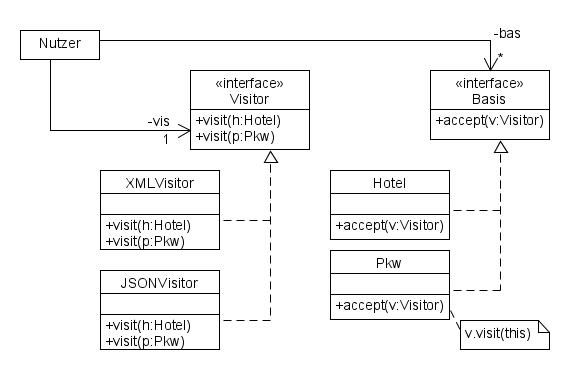 Nutzer
-bas
*
-vis
1
«interface»
Visitor
+visit(h:Hotel)
+visit(p:Pkw)
«interface»
Basis
+accept(v:Visitor)
XMLVisitor
+visit(h:Hotel)
+visit(p:Pkw)
Hotel
+accept(v:Visitor)
JSONVisitor
+visit(h:Hotel)
+visit(p:Pkw)
Pkw
+accept(v:Visitor)
v.visit(this)